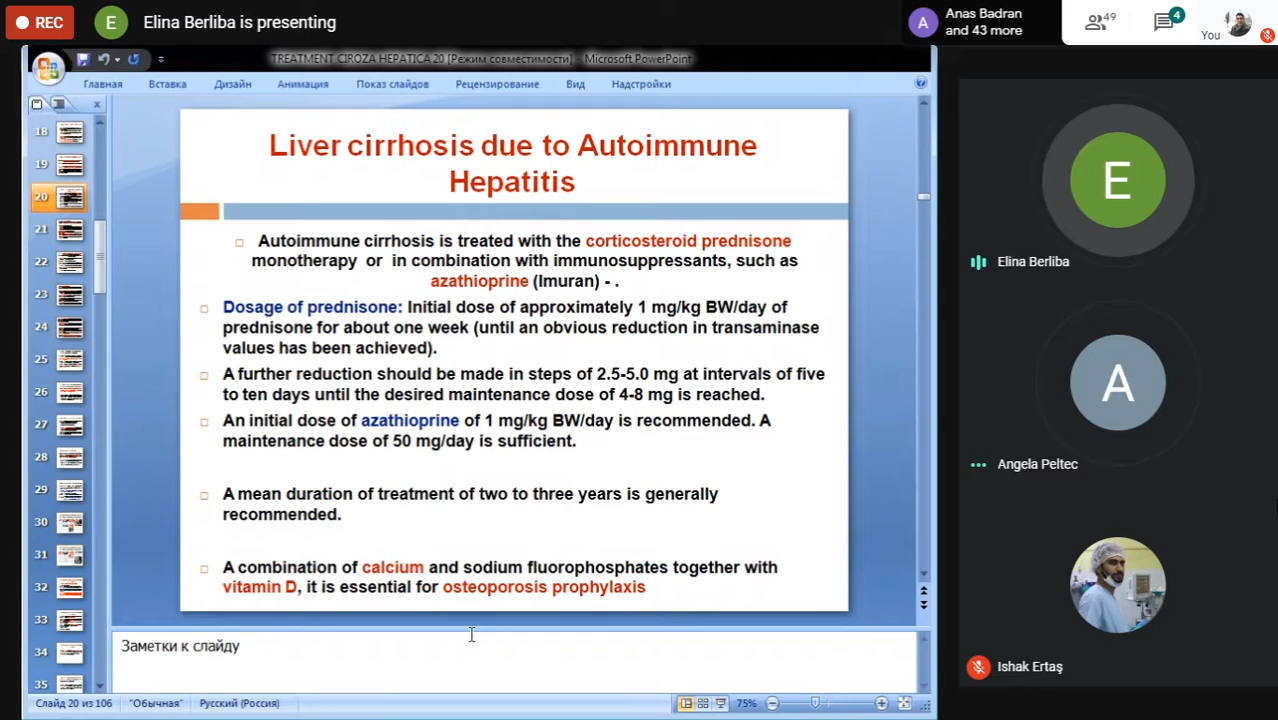 REC
E
Elina Berliba is presenting
A
Anas Badran
and 43 more
49
4
You
TREATMENT CIROZA HEPATICA 20 [Режим совместимости] - Microsoft PowerPoint
Главная
Вставка
Дизайн
Анимация
Показ слайдов
Рецензирование
Вид
Надстройки
18
19
20
21
22
23
24
25
26
27
28
29
30
31
32
33
34
35
Liver cirrhosis due to Autoimmune
Hepatitis
Autoimmune cirrhosis is treated with the corticosteroid prednisone
monotherapy or in combination with immunosuppressants, such as
azathioprine (Imuran) - .
Dosage of prednisone: Initial dose of approximately 1 mg/kg BW/day of
prednisone for about one week (until an obvious reduction in transaminase
values has been achieved).
A further reduction should be made in steps of 2.5-5.0 mg at intervals of five
to ten days until the desired maintenance dose of 4-8 mg is reached.
An initial dose of azathioprine of 1 mg/kg BW/day is recommended. A
maintenance dose of 50 mg/day is sufficient.
A mean duration of treatment of two to three years is generally
recommended.
A combination of calcium and sodium fluorophosphates together with
vitamin D, it is essential for osteoporosis prophylaxis
Заметки к слайду
Слайд 20 из 106
"Обычная"
Русский (Россия)
75%
E
Elina Berliba
A
Angela Peltec
Ishak Ertaş